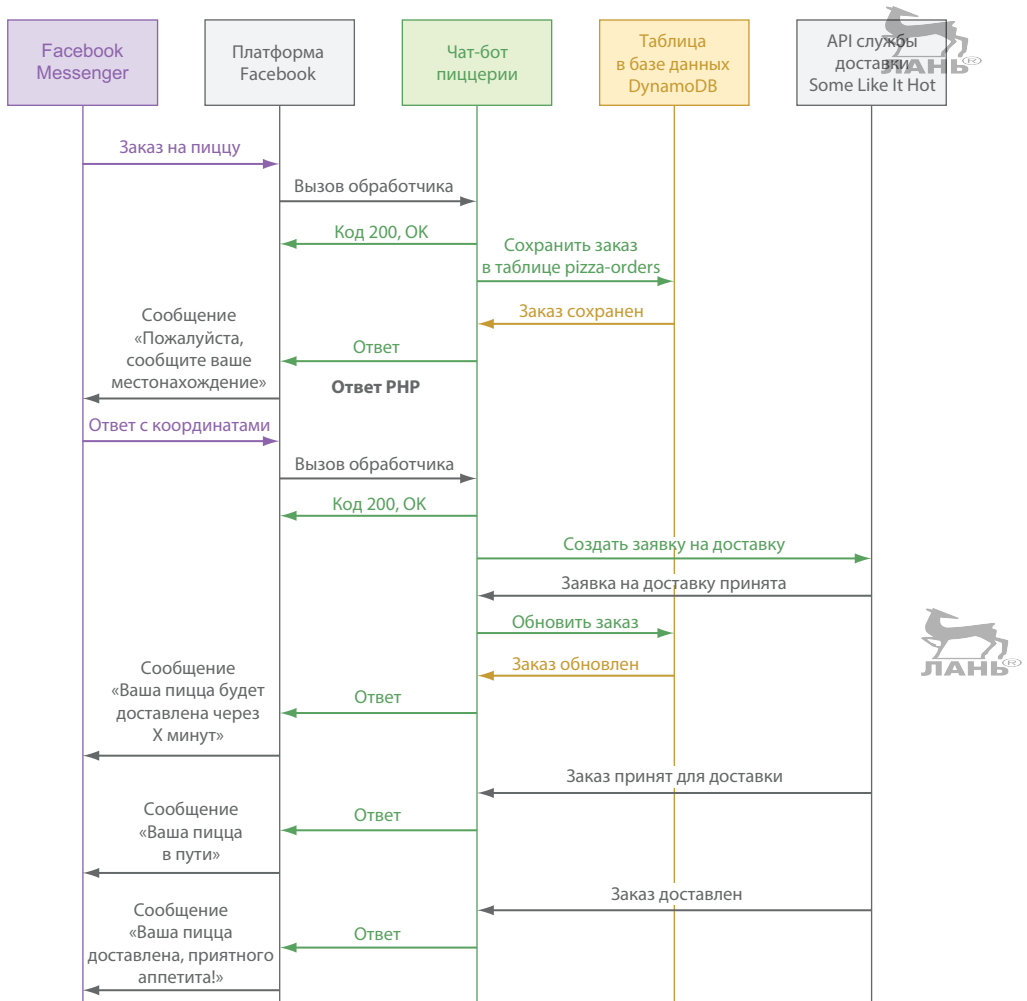 Facebook
Messenger
Платформа
Facebook
Чат-бот
пиццерии
Таблица
в базе данных
DynamoDB
API службы
доставки
Some Like It Hot
ЛАНЬ®
Заказ на пиццу
Вызов обработчика
Код 200, OK
Сохранить заказ
в таблице pizza-orders
Заказ сохранен
Сообщение
«Пожалуйста,
сообщите ваше
местонахождение»
Ответ
Ответ PHP
Ответ с координатами
Вызов обработчика
Код 200, OK
Создать заявку на доставку
Заявка на доставку принята
Обновить заказ
ЛАНЬ®
Заказ обновлен
Сообщение
«Ваша пицца будет
доставлена через
X минут»
Ответ
Заказ принят для доставки
Сообщение
«Ваша пицца
в пути»
Ответ
Заказ доставлен
Сообщение
«Ваша пицца
доставлена, приятного
аппетита!»
Ответ